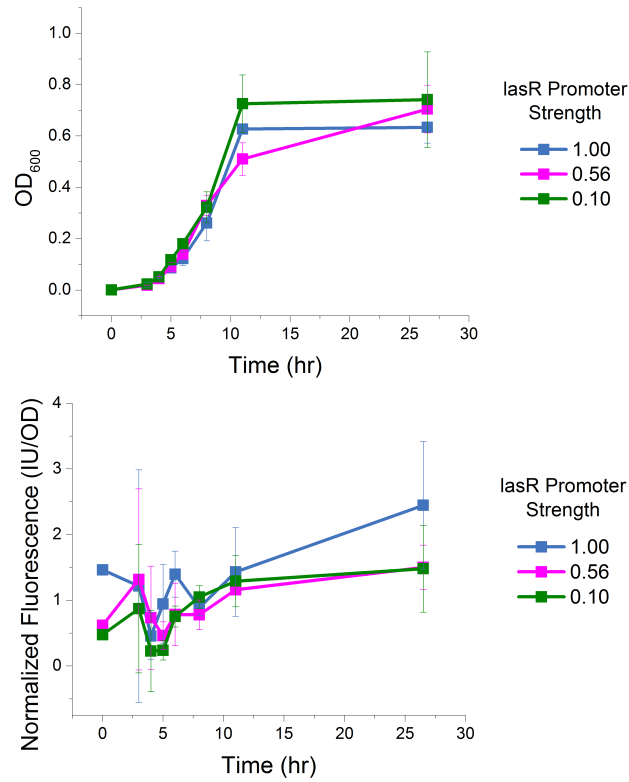 1.0
0.8
0.6
0.4
0.2
0.0
OD600
0 5 10 15 20 25 30
Time (hr)
lasR Promoter
Strength
1.00
0.56
0.10
4
3
2
1
0
Normalized Fluorescence (IU/OD)
0 5 10 15 20 25 30
Time (hr)
lasR Promoter
Strength
1.00
0.56
0.10